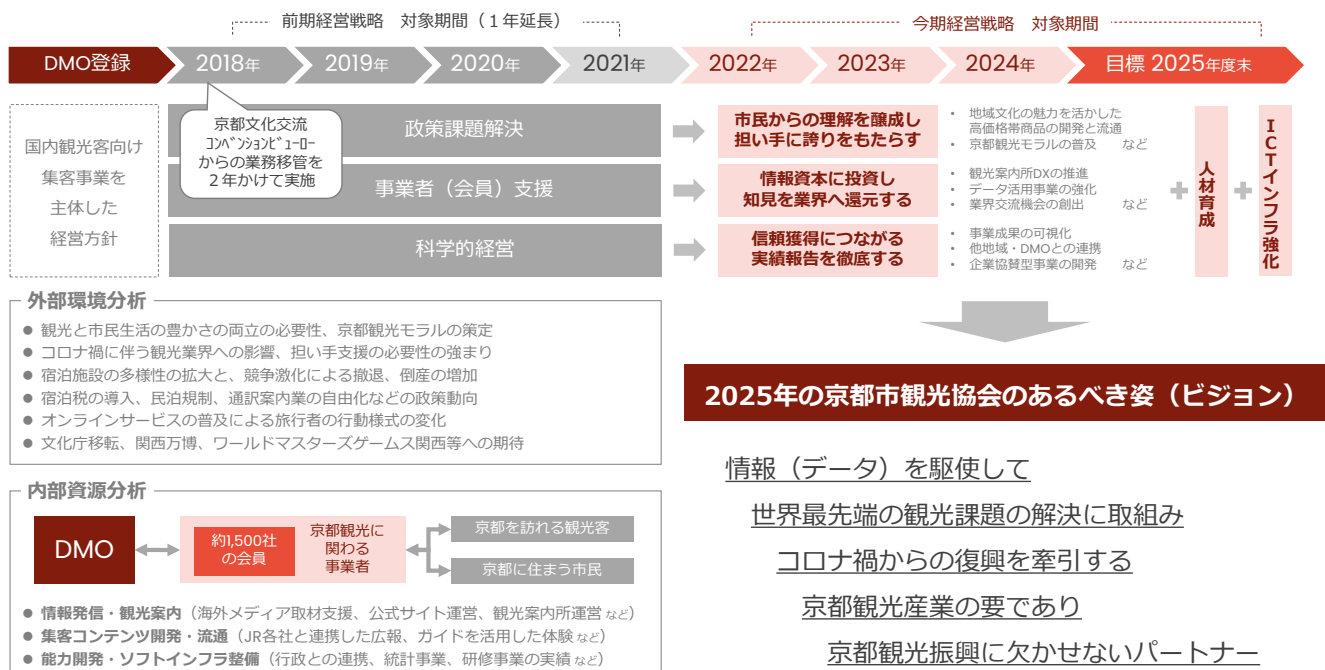 前期経営戦略 対象期間（１年延長）
今期経営戦略 対象期間
DMO登録
2018年
2019年
2020年
2021年
2022年
2023年
2024年
目標 2025年度末
国内観光客向け
集客事業を
主体した
経営方針
京都文化交流
ｺﾝﾍﾞﾝｼｮﾝﾋﾞｭｰﾛｰ
からの業務移管を
２年かけて実施
政策課題解決
事業者（会員）支援
科学的経営
市民からの理解を醸成し
担い手に誇りをもたらす
• 地域文化の魅力を活かした
高価格帯商品の開発と流通
• 京都観光モラルの普及 など
情報資本に投資し
知見を業界へ還元する
• 観光案内所DXの推進
• データ活用事業の強化
• 業界交流機会の創出 など
信頼獲得につながる
実績報告を徹底する
• 事業成果の可視化
• 他地域・DMOとの連携
• 企業協賛型事業の開発 など
人材育成
ＩＣＴインフラ強化
外部環境分析
● 観光と市民生活の豊かさの両立の必要性、京都観光モラルの策定
● コロナ禍に伴う観光業界への影響、担い手支援の必要性の強まり
● 宿泊施設の多様性の拡大と、競争激化による撤退、倒産の増加
● 宿泊税の導入、民泊規制、通訳案内業の自由化などの政策動向
● オンラインサービスの普及による旅行者の行動様式の変化
● 文化庁移転、関西万博、ワールドマスターズゲームス関西等への期待
内部資源分析
DMO
約1,500社
の会員
京都観光に
関わる
事業者
京都を訪れる観光客
京都に住まう市民
● 情報発信・観光案内（海外メディア取材支援、公式サイト運営、観光案内所運営 など）
● 集客コンテンツ開発・流通（JR各社と連携した広報、ガイドを活用した体験 など）
● 能力開発・ソフトインフラ整備（行政との連携、統計事業、研修事業の実績 など）
2025年の京都市観光協会のあるべき姿（ビジョン）
情報（データ）を駆使して
世界最先端の観光課題の解決に取組み
コロナ禍からの復興を牽引する
京都観光産業の要であり
京都観光振興に欠かせないパートナー